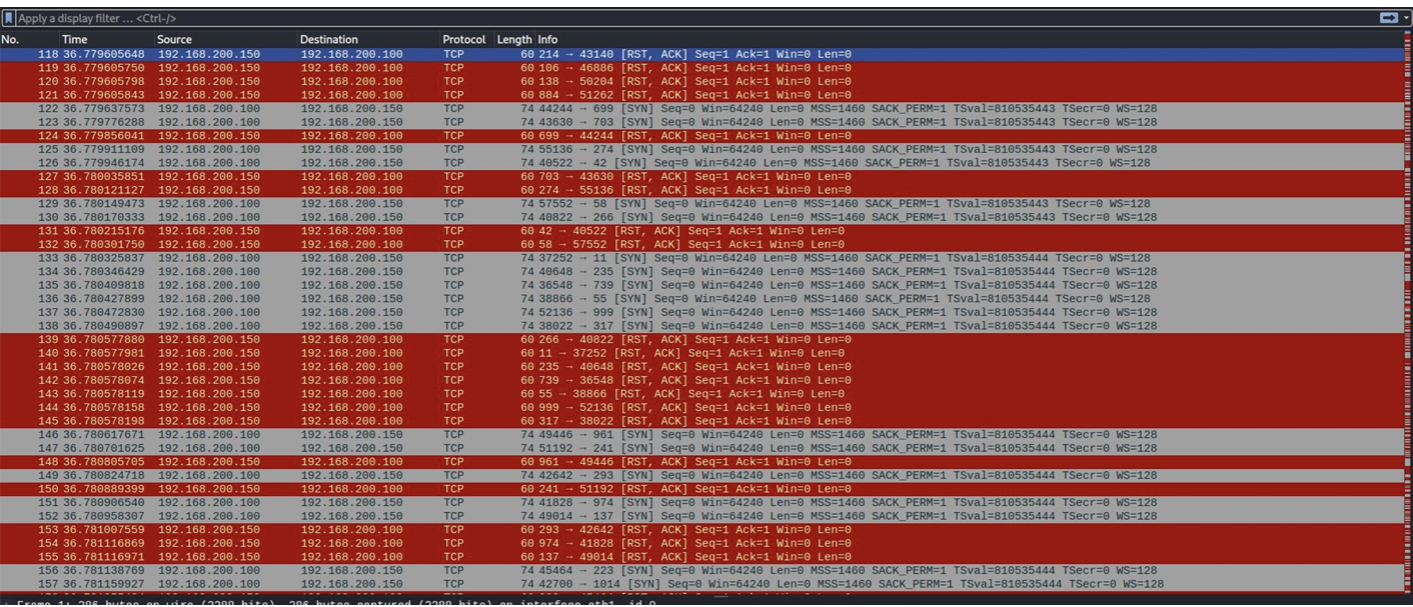 Apply a display filter ... <Ctrl-/>
No. Time Source Destination Protocol Length Info
118 36.779605648 192.168.200.150 192.168.200.100 TCP 60 214 → 43140 [RST, ACK] Seq=1 Ack=1 Win=0 Len=0
119 36.779605750 192.168.200.150 192.168.200.100 TCP 60 106 → 46886 [RST, ACK] Seq=1 Ack=1 Win=0 Len=0
120 36.779605798 192.168.200.150 192.168.200.100 TCP 60 138 → 50204 [RST, ACK] Seq=1 Ack=1 Win=0 Len=0
121 36.779605843 192.168.200.150 192.168.200.100 TCP 60 884 → 51262 [RST, ACK] Seq=1 Ack=1 Win=0 Len=0
122 36.779637573 192.168.200.100 192.168.200.150 TCP 74 44244 → 699 [SYN] Seq=0 Win=64240 Len=0 MSS=1460 SACK_PERM=1 TSval=810535443 TSecr=0 WS=128
123 36.779776288 192.168.200.100 192.168.200.150 TCP 74 43630 → 703 [SYN] Seq=0 Win=64240 Len=0 MSS=1460 SACK_PERM=1 TSval=810535443 TSecr=0 WS=128
124 36.779856041 192.168.200.150 192.168.200.100 TCP 60 699 → 44244 [RST, ACK] Seq=1 Ack=1 Win=0 Len=0
125 36.779911109 192.168.200.100 192.168.200.150 TCP 74 55136 → 274 [SYN] Seq=0 Win=64240 Len=0 MSS=1460 SACK_PERM=1 TSval=810535443 TSecr=0 WS=128
126 36.779946174 192.168.200.100 192.168.200.150 TCP 74 40522 → 42 [SYN] Seq=0 Win=64240 Len=0 MSS=1460 SACK_PERM=1 TSval=810535443 TSecr=0 WS=128
127 36.780035851 192.168.200.150 192.168.200.100 TCP 60 703 → 43630 [RST, ACK] Seq=1 Ack=1 Win=0 Len=0
128 36.780121127 192.168.200.150 192.168.200.100 TCP 60 274 → 55136 [RST, ACK] Seq=1 Ack=1 Win=0 Len=0
129 36.780149473 192.168.200.100 192.168.200.150 TCP 74 57552 → 58 [SYN] Seq=0 Win=64240 Len=0 MSS=1460 SACK_PERM=1 TSval=810535443 TSecr=0 WS=128
130 36.780170333 192.168.200.100 192.168.200.150 TCP 74 40822 → 266 [SYN] Seq=0 Win=64240 Len=0 MSS=1460 SACK_PERM=1 TSval=810535443 TSecr=0 WS=128
131 36.780215176 192.168.200.150 192.168.200.100 TCP 60 42 → 40522 [RST, ACK] Seq=1 Ack=1 Win=0 Len=0
132 36.780301750 192.168.200.150 192.168.200.100 TCP 60 58 → 57552 [RST, ACK] Seq=1 Ack=1 Win=0 Len=0
133 36.780325837 192.168.200.100 192.168.200.150 TCP 74 37252 → 11 [SYN] Seq=0 Win=64240 Len=0 MSS=1460 SACK_PERM=1 TSval=810535444 TSecr=0 WS=128
134 36.780346429 192.168.200.100 192.168.200.150 TCP 74 40648 → 235 [SYN] Seq=0 Win=64240 Len=0 MSS=1460 SACK_PERM=1 TSval=810535444 TSecr=0 WS=128
135 36.780409818 192.168.200.100 192.168.200.150 TCP 74 36548 → 739 [SYN] Seq=0 Win=64240 Len=0 MSS=1460 SACK_PERM=1 TSval=810535444 TSecr=0 WS=128
136 36.780427899 192.168.200.100 192.168.200.150 TCP 74 38866 → 55 [SYN] Seq=0 Win=64240 Len=0 MSS=1460 SACK_PERM=1 TSval=810535444 TSecr=0 WS=128
137 36.780472830 192.168.200.100 192.168.200.150 TCP 74 52136 → 999 [SYN] Seq=0 Win=64240 Len=0 MSS=1460 SACK_PERM=1 TSval=810535444 TSecr=0 WS=128
138 36.780490897 192.168.200.100 192.168.200.150 TCP 74 38022 → 317 [SYN] Seq=0 Win=64240 Len=0 MSS=1460 SACK_PERM=1 TSval=810535444 TSecr=0 WS=128
139 36.780577880 192.168.200.150 192.168.200.100 TCP 60 266 → 40822 [RST, ACK] Seq=1 Ack=1 Win=0 Len=0
140 36.780577981 192.168.200.150 192.168.200.100 TCP 60 11 → 37252 [RST, ACK] Seq=1 Ack=1 Win=0 Len=0
141 36.780578026 192.168.200.150 192.168.200.100 TCP 60 235 → 40648 [RST, ACK] Seq=1 Ack=1 Win=0 Len=0
142 36.780578074 192.168.200.150 192.168.200.100 TCP 60 739 → 36548 [RST, ACK] Seq=1 Ack=1 Win=0 Len=0
143 36.780578119 192.168.200.150 192.168.200.100 TCP 60 55 → 38866 [RST, ACK] Seq=1 Ack=1 Win=0 Len=0
144 36.780578158 192.168.200.150 192.168.200.100 TCP 60 999 → 52136 [RST, ACK] Seq=1 Ack=1 Win=0 Len=0
145 36.780578198 192.168.200.150 192.168.200.100 TCP 60 317 → 38022 [RST, ACK] Seq=1 Ack=1 Win=0 Len=0
146 36.780617671 192.168.200.100 192.168.200.150 TCP 74 49446 → 961 [SYN] Seq=0 Win=64240 Len=0 MSS=1460 SACK_PERM=1 TSval=810535444 TSecr=0 WS=128
147 36.780701625 192.168.200.100 192.168.200.150 TCP 74 51192 → 241 [SYN] Seq=0 Win=64240 Len=0 MSS=1460 SACK_PERM=1 TSval=810535444 TSecr=0 WS=128
148 36.780805705 192.168.200.150 192.168.200.100 TCP 60 961 → 49446 [RST, ACK] Seq=1 Ack=1 Win=0 Len=0
149 36.780824718 192.168.200.100 192.168.200.150 TCP 74 42642 → 293 [SYN] Seq=0 Win=64240 Len=0 MSS=1460 SACK_PERM=1 TSval=810535444 TSecr=0 WS=128
150 36.780889399 192.168.200.150 192.168.200.100 TCP 60 241 → 51192 [RST, ACK] Seq=1 Ack=1 Win=0 Len=0
151 36.780906540 192.168.200.100 192.168.200.150 TCP 74 41828 → 974 [SYN] Seq=0 Win=64240 Len=0 MSS=1460 SACK_PERM=1 TSval=810535444 TSecr=0 WS=128
152 36.780958307 192.168.200.100 192.168.200.150 TCP 74 49014 → 137 [SYN] Seq=0 Win=64240 Len=0 MSS=1460 SACK_PERM=1 TSval=810535444 TSecr=0 WS=128
153 36.781007559 192.168.200.150 192.168.200.100 TCP 60 293 → 42642 [RST, ACK] Seq=1 Ack=1 Win=0 Len=0
154 36.781116869 192.168.200.150 192.168.200.100 TCP 60 974 → 41828 [RST, ACK] Seq=1 Ack=1 Win=0 Len=0
155 36.781116971 192.168.200.150 192.168.200.100 TCP 60 137 → 49014 [RST, ACK] Seq=1 Ack=1 Win=0 Len=0
156 36.781138769 192.168.200.100 192.168.200.150 TCP 74 45464 → 223 [SYN] Seq=0 Win=64240 Len=0 MSS=1460 SACK_PERM=1 TSval=810535444 TSecr=0 WS=128
157 36.781159927 192.168.200.100 192.168.200.150 TCP 74 42700 → 1014 [SYN] Seq=0 Win=64240 Len=0 MSS=1460 SACK_PERM=1 TSval=810535444 TSecr=0 WS=128
Frame 1: 286 bytes on wire (2288 bits), 286 bytes captured (2288 bits) on interface eth1, id 0